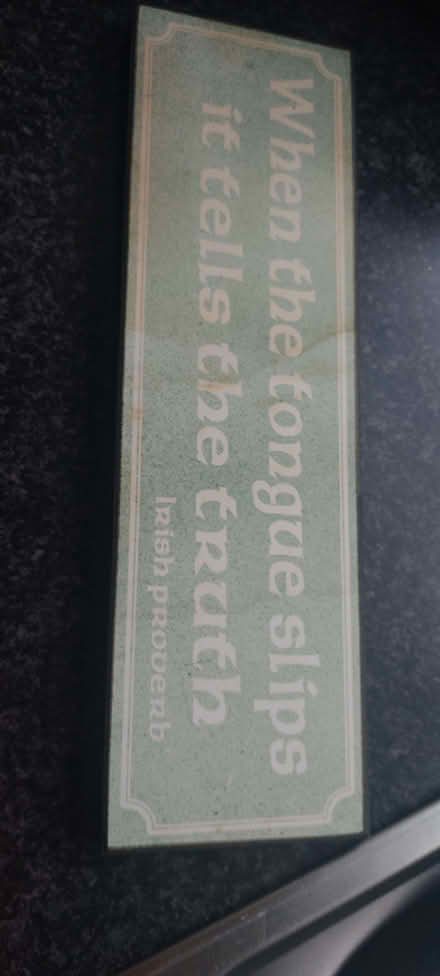 When the tongue slips
it tells the truth
Irish proverb